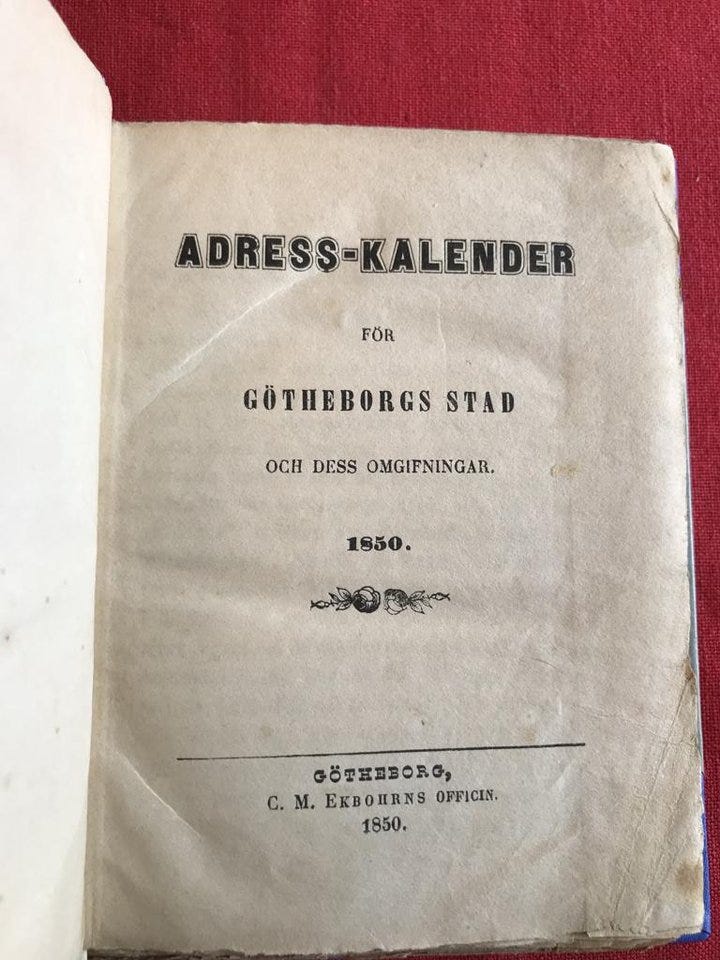 ADRESS-KALENDER
FÖR
GÖTHEBORGS STAD
OCH DESS OMGIFNINGAR.
1850.
GÖTHEBORG,
C. M. EKBOHRNS OFFICIN.
1850.